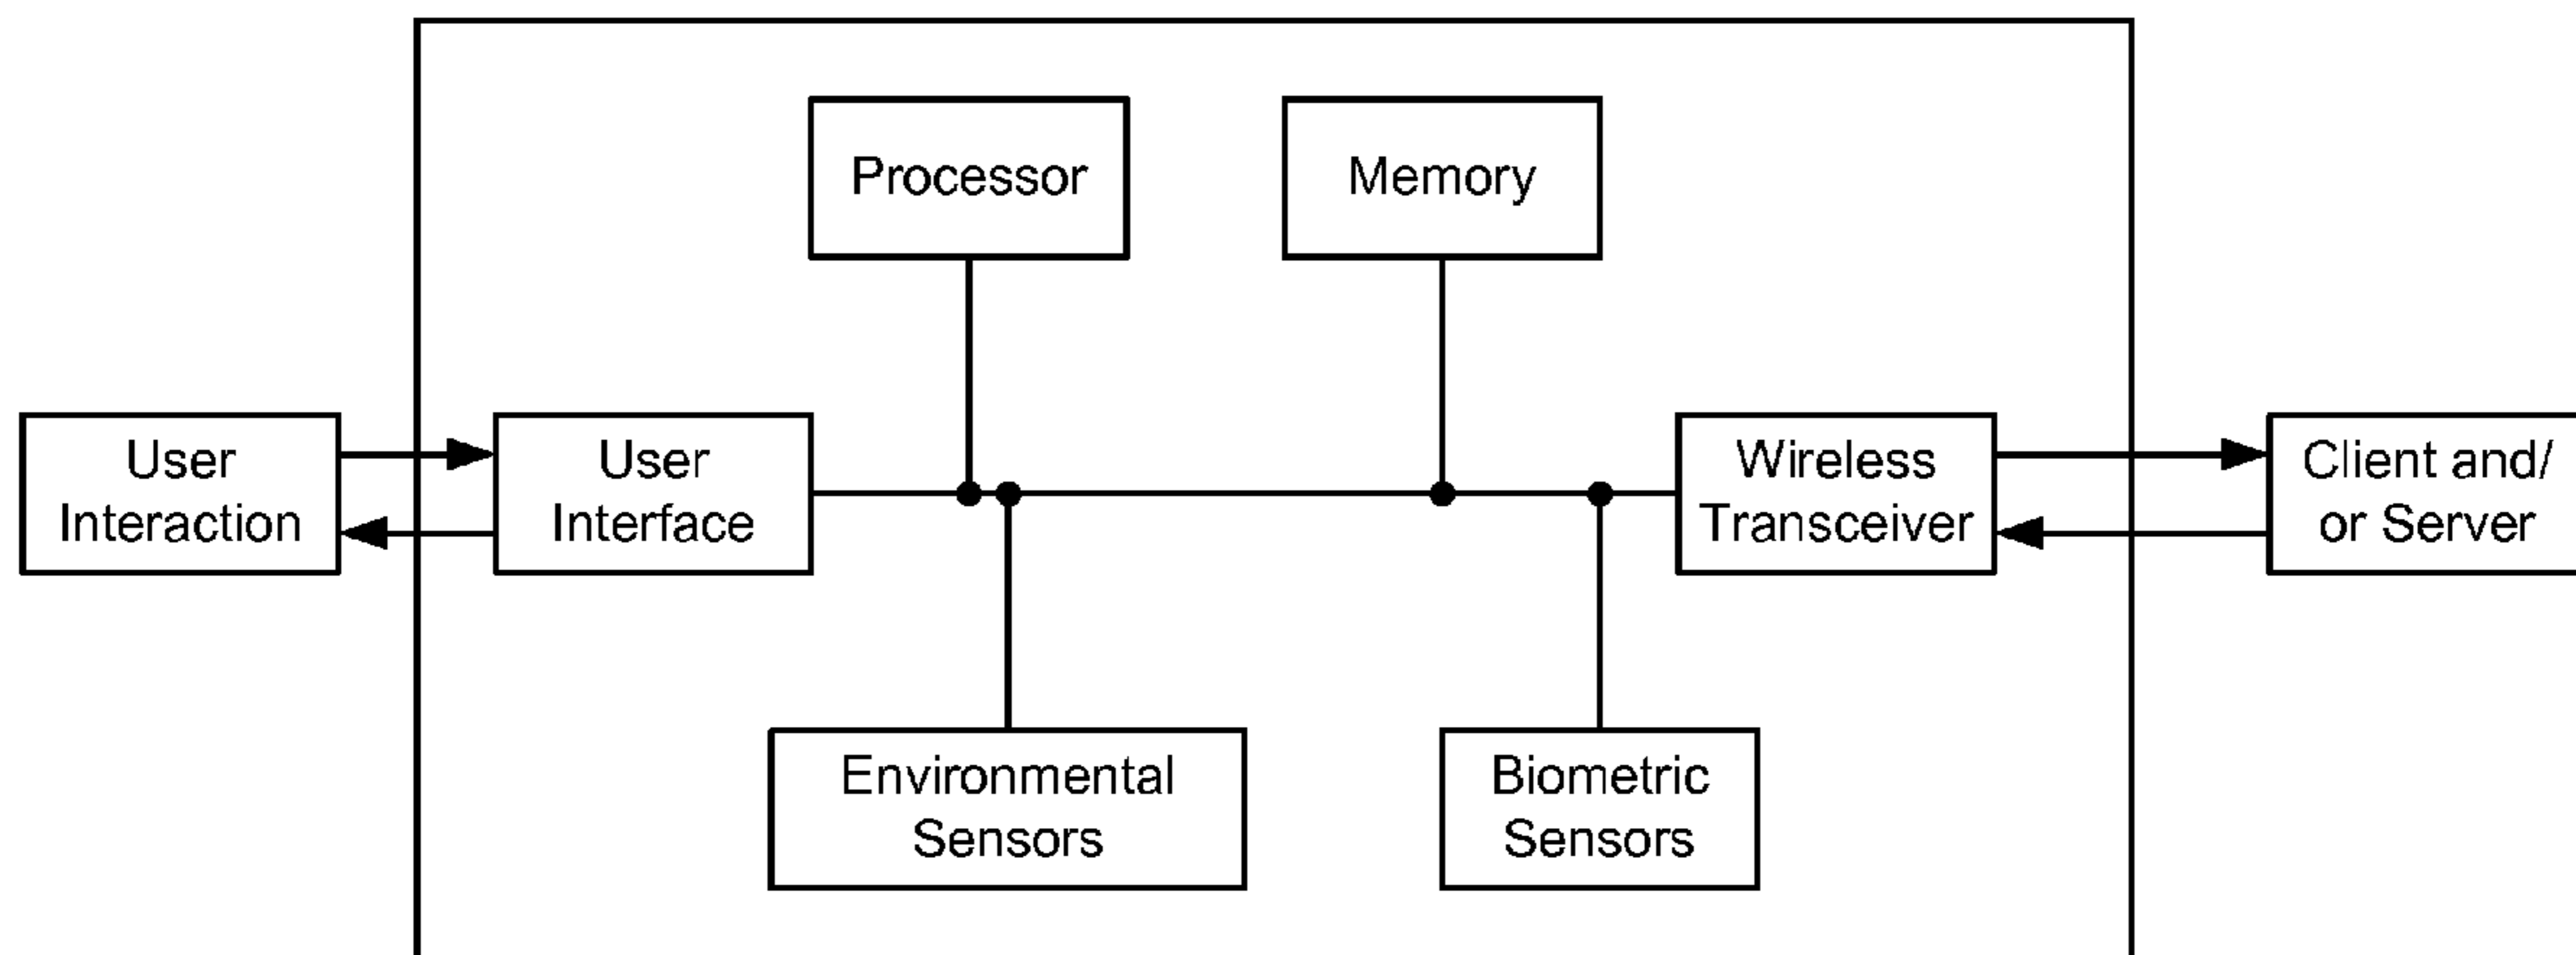 Processor
Memory
User
Interaction
User
Interface
Wireless
Transceiver
Client and/
or Server
Environmental
Sensors
Biometric
Sensors